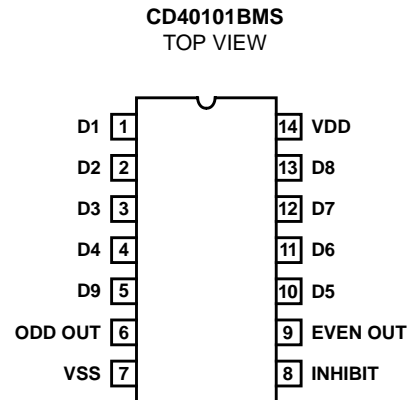 CD40101BMS
TOP VIEW
D1 1 14 VDD
D2 2 13 D8
D3 3 12 D7
D4 4 11 D6
D9 5 10 D5
ODD OUT 6 9 EVEN OUT
VSS 7 8 INHIBIT